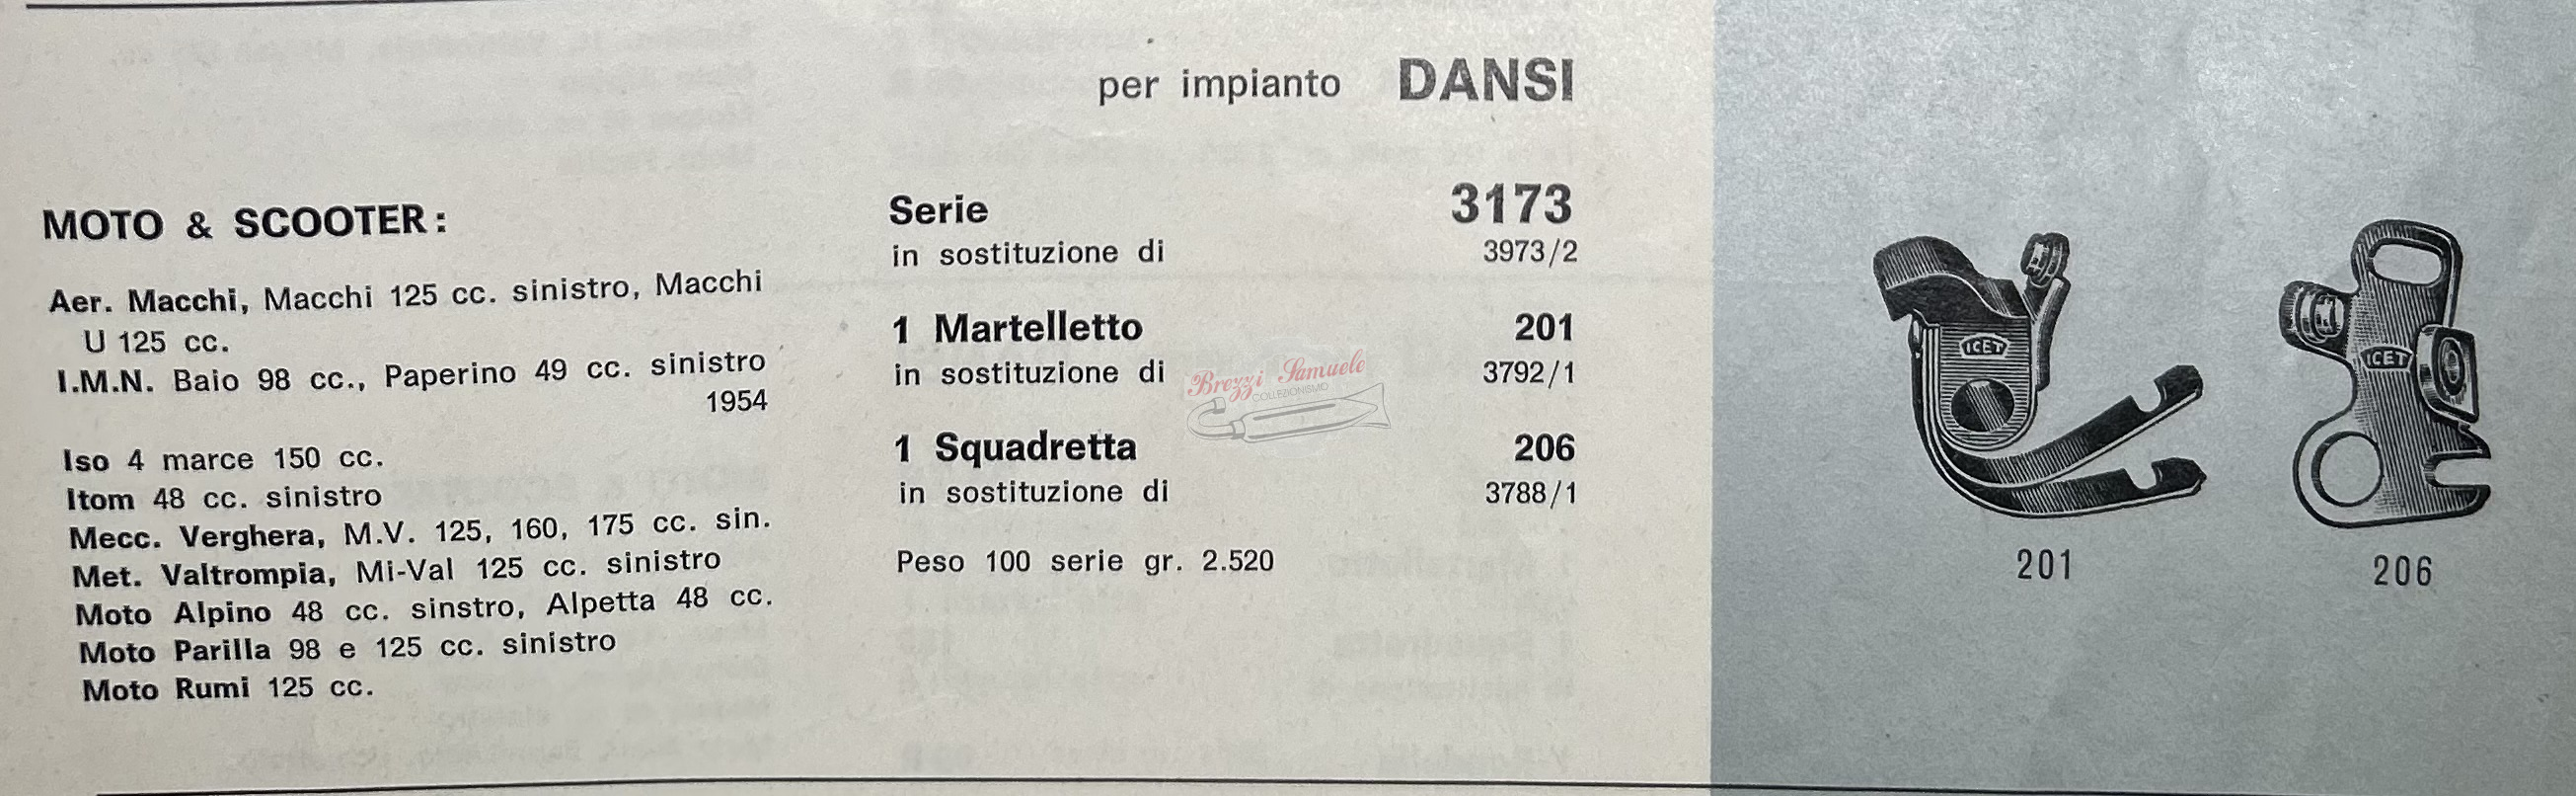 per impianto DANSI
MOTO & SCOOTER:
Aer. Macchi, Macchi 125 cc. sinistro, Macchi
U 125 cc.
I.M.N. Baio 98 cc., Paperino 49 cc. sinistro
1954
Iso 4 marce 150 cc.
Itom 48 cc. sinistro
Mecc. Verghera, M.V. 125, 160, 175 cc. sin.
Met. Valtrompia, Mi-Val 125 cc. sinistro
Moto Alpino 48 cc. sinstro, Alpetta 48 cc.
Moto Parilla 98 e 125 cc. sinistro
Moto Rumi 125 cc.
Serie 3173
in sostituzione di 3973/2
1 Martelletto 201
in sostituzione di 3792/1
1 Squadretta 206
in sostituzione di 3788/1
Peso 100 serie gr. 2.520
Brezzi Samuele
COLLEZIONISMO
ICET
ICET
201
206